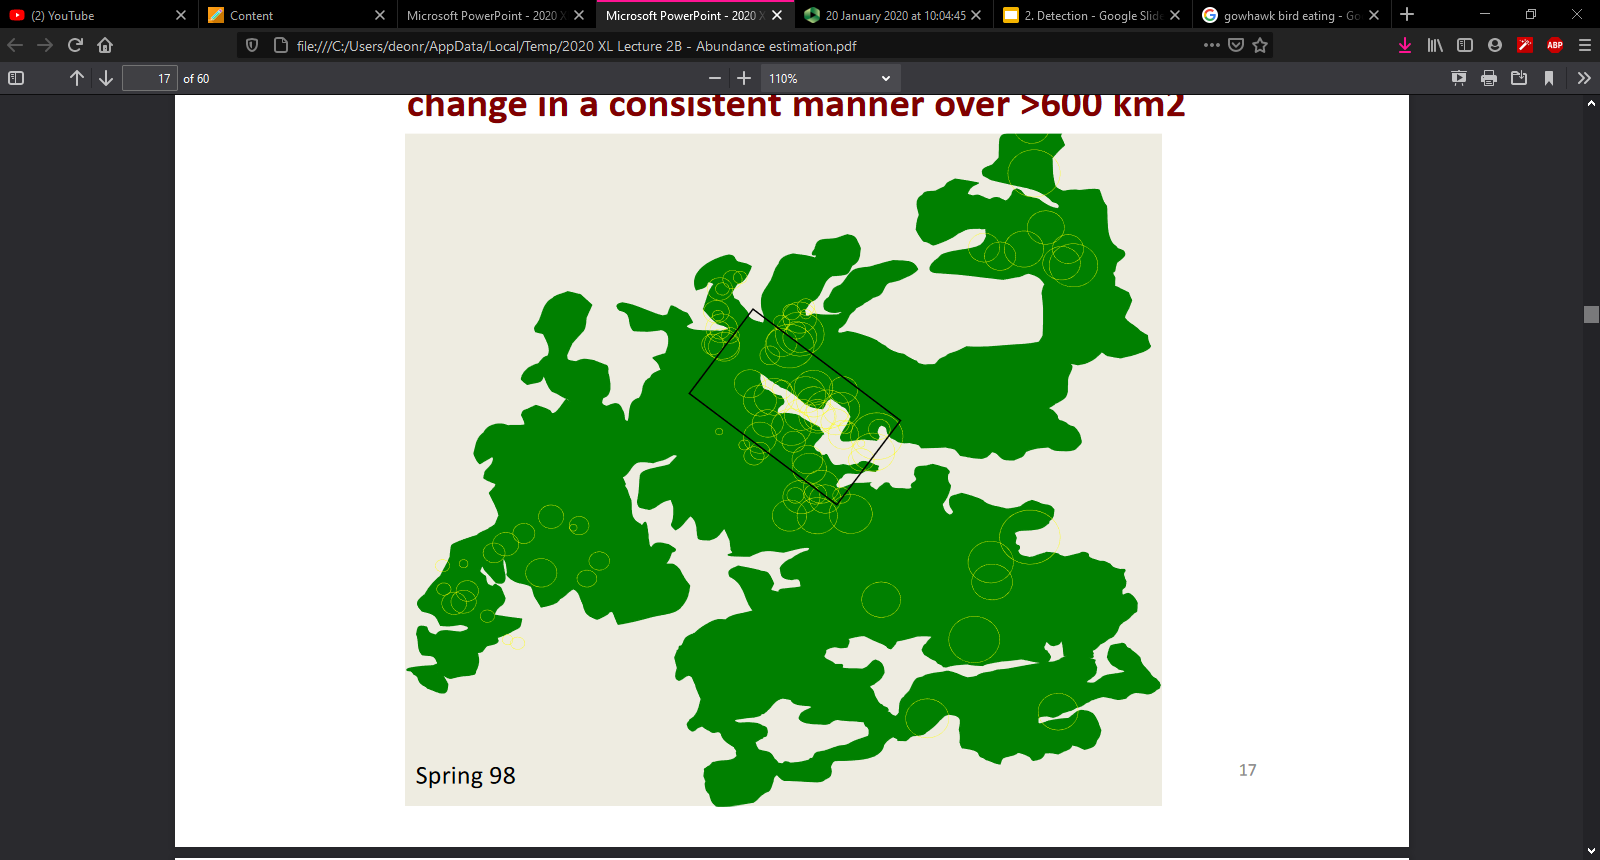 (2) YouTube
Content
Microsoft PowerPoint - 2020 X
Microsoft PowerPoint - 2020 X
20 January 2020 at 10:04:45
2. Detection - Google Slid
gowhawk bird eating - Go
file:///C:/Users/deonr/AppData/Local/Temp/2020 XL Lecture 2B - Abundance estimation.pdf
ABP
17 of 60
110%
change in a consistent manner over >600 km2
Spring 98
17